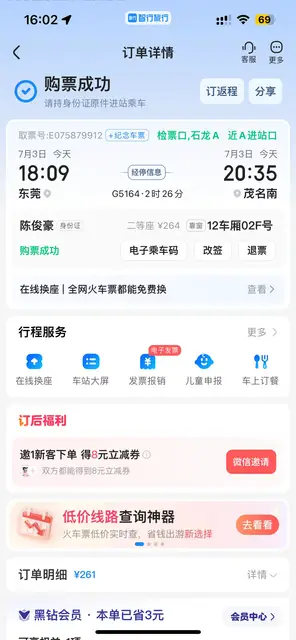 16:02
智行旅行
69
订单详情
客服
更多
购票成功
请持身份证原件进站乘车
订返程
分享
取票号:E075879912
+纪念车票
检票口,石龙A 近A进站口
7月3日 今天
7月3日 今天
18:09
经停信息
20:35
东莞
G5164·2时26分
茂名南
陈俊豪 身份证
二等座 ¥264 靠窗 12车厢02F号
购票成功
电子乘车码
改签
退票
在线换座 | 全网火车票都能免费换
查看 >
行程服务
更多 >
电子发票
在线换座
车站大屏
发票报销
儿童申报
车上订餐
订后福利
邀1新客下单 得8元立减券
双方都能得到8元立减券
微信邀请
低价线路查询神器
火车票低价实时查，省钱出游新选择
去看看
订单明细 ¥261
详情
黑钻会员 · 本单已省3元
会员中心 >